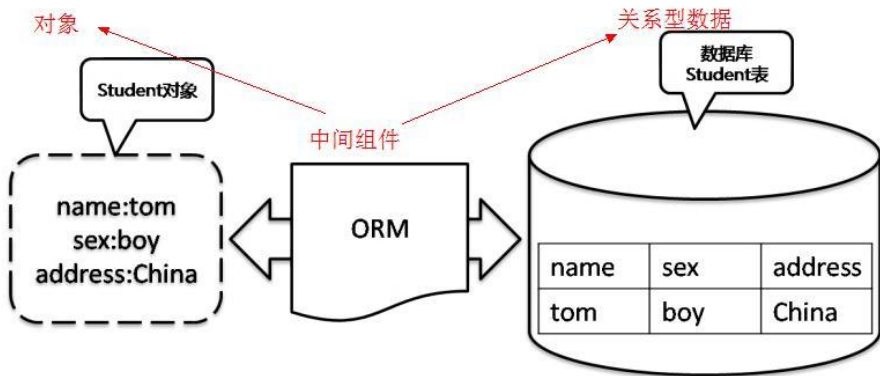 对象
关系型数据
Student对象
数据库
Student表
中间组件
name:tom
sex:boy
address:China
ORM
name sex address
tom boy China